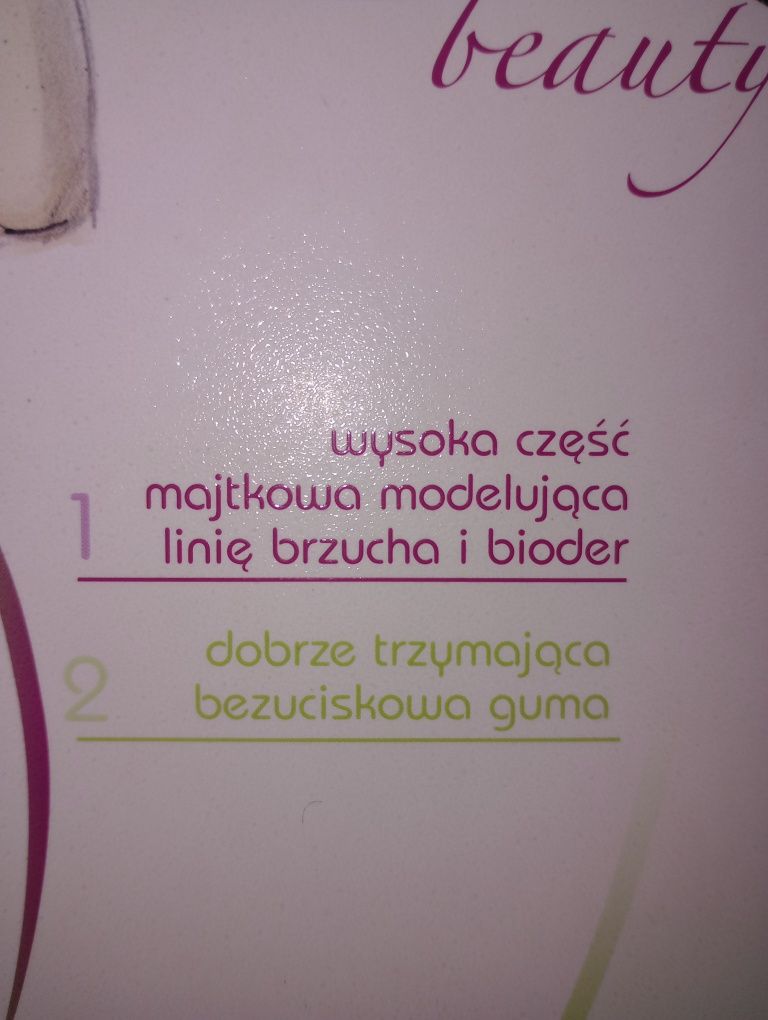 beauty
wysoka część
1 majtkowa modelująca
linię brzucha i bioder
dobrze trzymająca
2 bezuciskowa guma